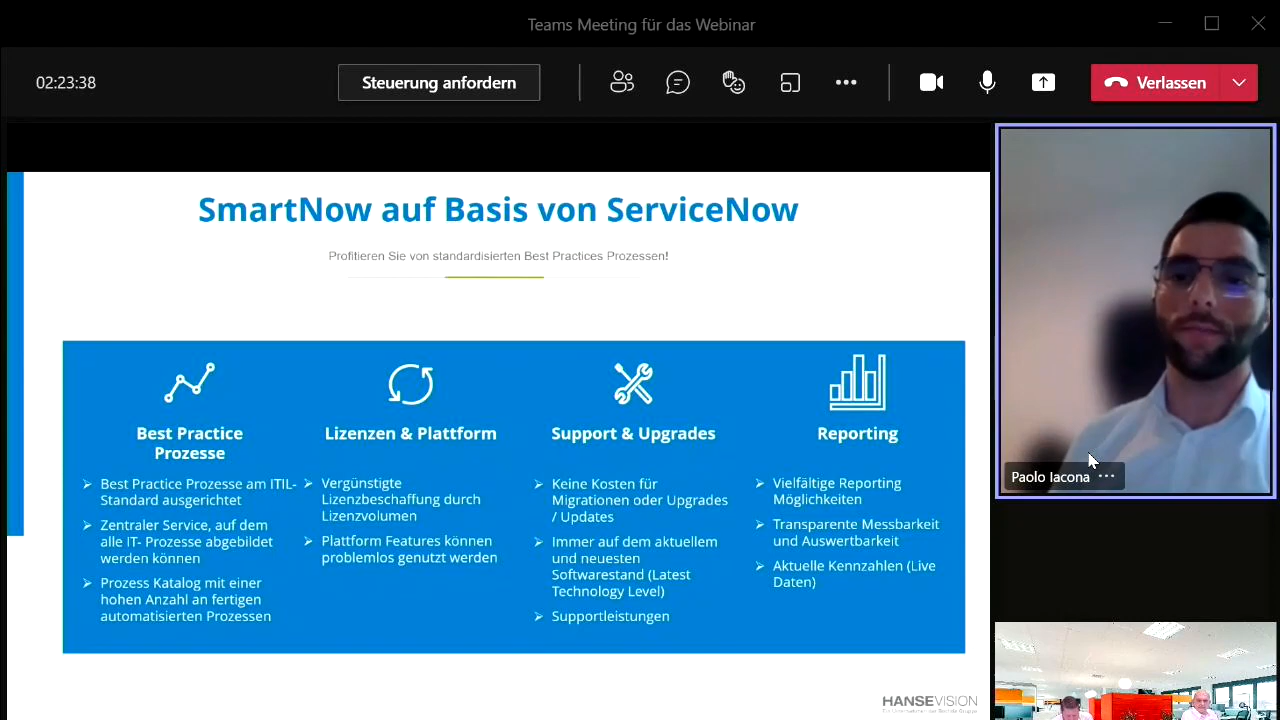 Teams Meeting für das Webinar
02:23:38
Steuerung anfordern
Verlassen
SmartNow auf Basis von ServiceNow
Profitieren Sie von standardisierten Best Practices Prozessen!
Best Practice
Prozesse
Best Practice Prozesse am ITIL-
Standard ausgerichtet
Zentraler Service, auf dem
alle IT- Prozesse abgebildet
werden können
Prozess Katalog mit einer
hohen Anzahl an fertigen
automatisierten Prozessen
Lizenzen & Plattform
Vergünstigte
Lizenzbeschaffung durch
Lizenzvolumen
Plattform Features können
problemlos genutzt werden
Support & Upgrades
Keine Kosten für
Migrationen oder Upgrades
/ Updates
Immer auf dem aktuellem
und neuesten
Softwarestand (Latest
Technology Level)
Supportleistungen
Reporting
Vielfältige Reporting
Möglichkeiten
Transparente Messbarkeit
und Auswertbarkeit
Aktuelle Kennzahlen (Live
Daten)
Paolo Iacona
HANSEVISION
Ein Unternehmen der Bechtle Gruppe